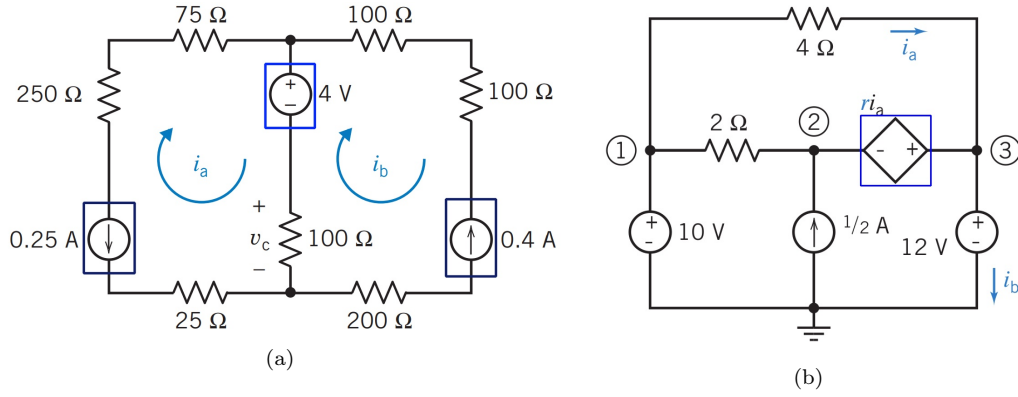 75 Ω
100 Ω
250 Ω
+
−
4 V
100 Ω
i_a
i_b
0.25 A
+
v_c
−
100 Ω
0.4 A
25 Ω
200 Ω
(a)
4 Ω
i_a
1
2 Ω
2
ri_a
-
+
3
+
-
10 V
1/2 A
12 V
+
-
i_b
(b)